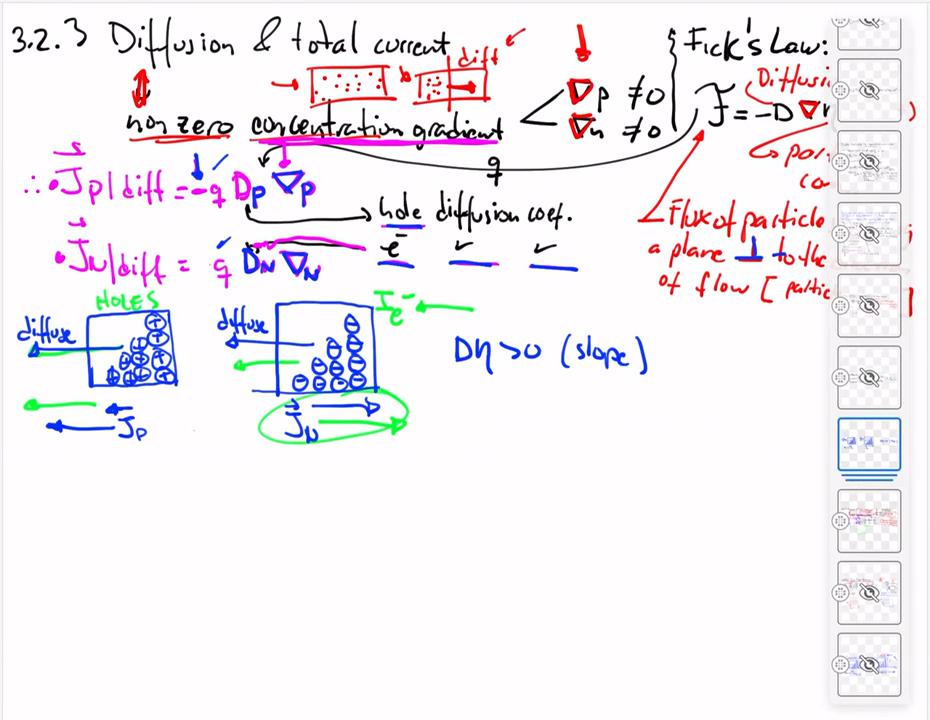 3.2.3 Diffusion & total current
diff
non zero concentration gradient
∇p ≠0
∇n ≠0
Fick's Law:
Diffusi
F = -D ∇
q
∴ Jp|diff = -q Dp ∇p
hole diffusion coef.
JN|diff = q DN ∇N
e⁻ ✓ ✓
Flux of particle
a plane ⊥ to the
of flow [
HOLES
diffuse
diffuse
Ie⁻
Dη >0 (slope)
JP
JN